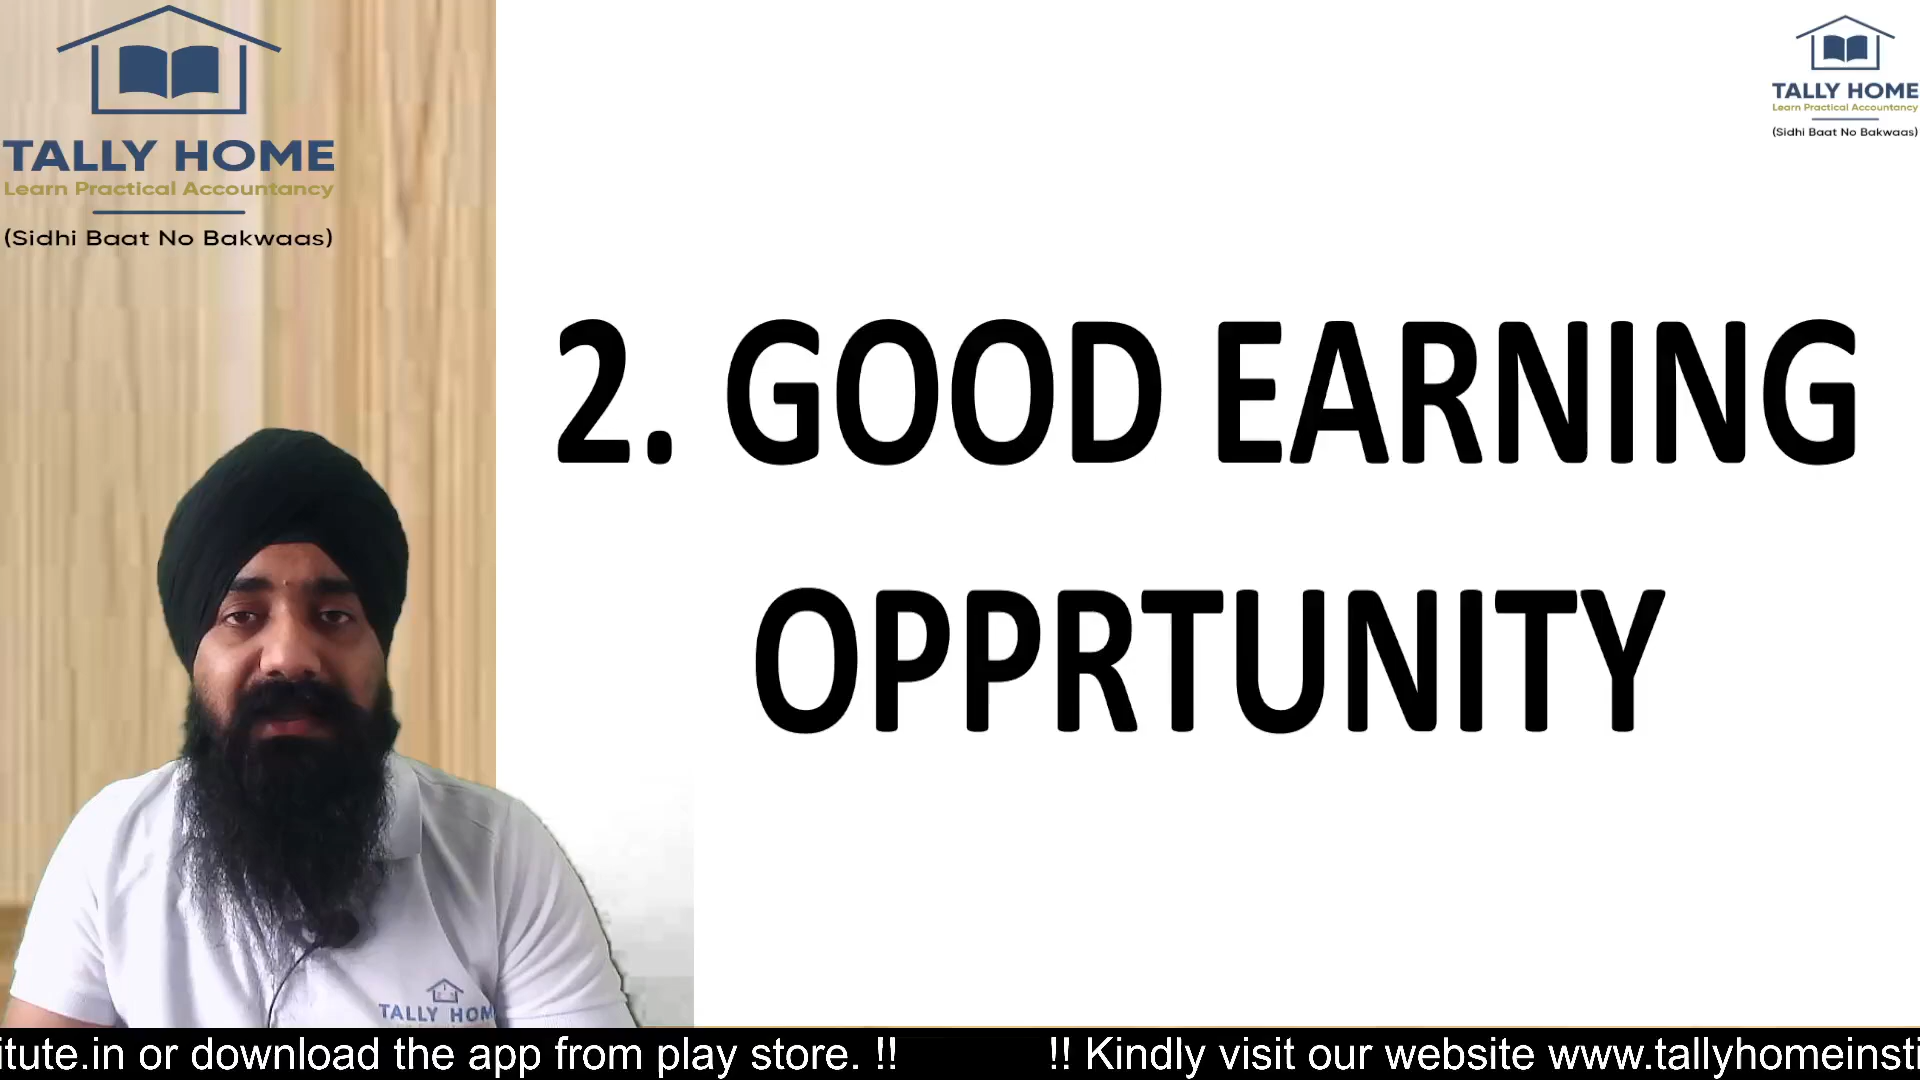 TALLY HOME
Learn Practical Accountancy
(Sidhi Baat No Bakwaas)
TALLY HOME
Learn Practical Accountancy
(Sidhi Baat No Bakwaas)
2. GOOD EARNING
OPPRTUNITY
TALLY HOM
itute.in or download the app from play store. !! !! Kindly visit our website www.tallyhomeinsti